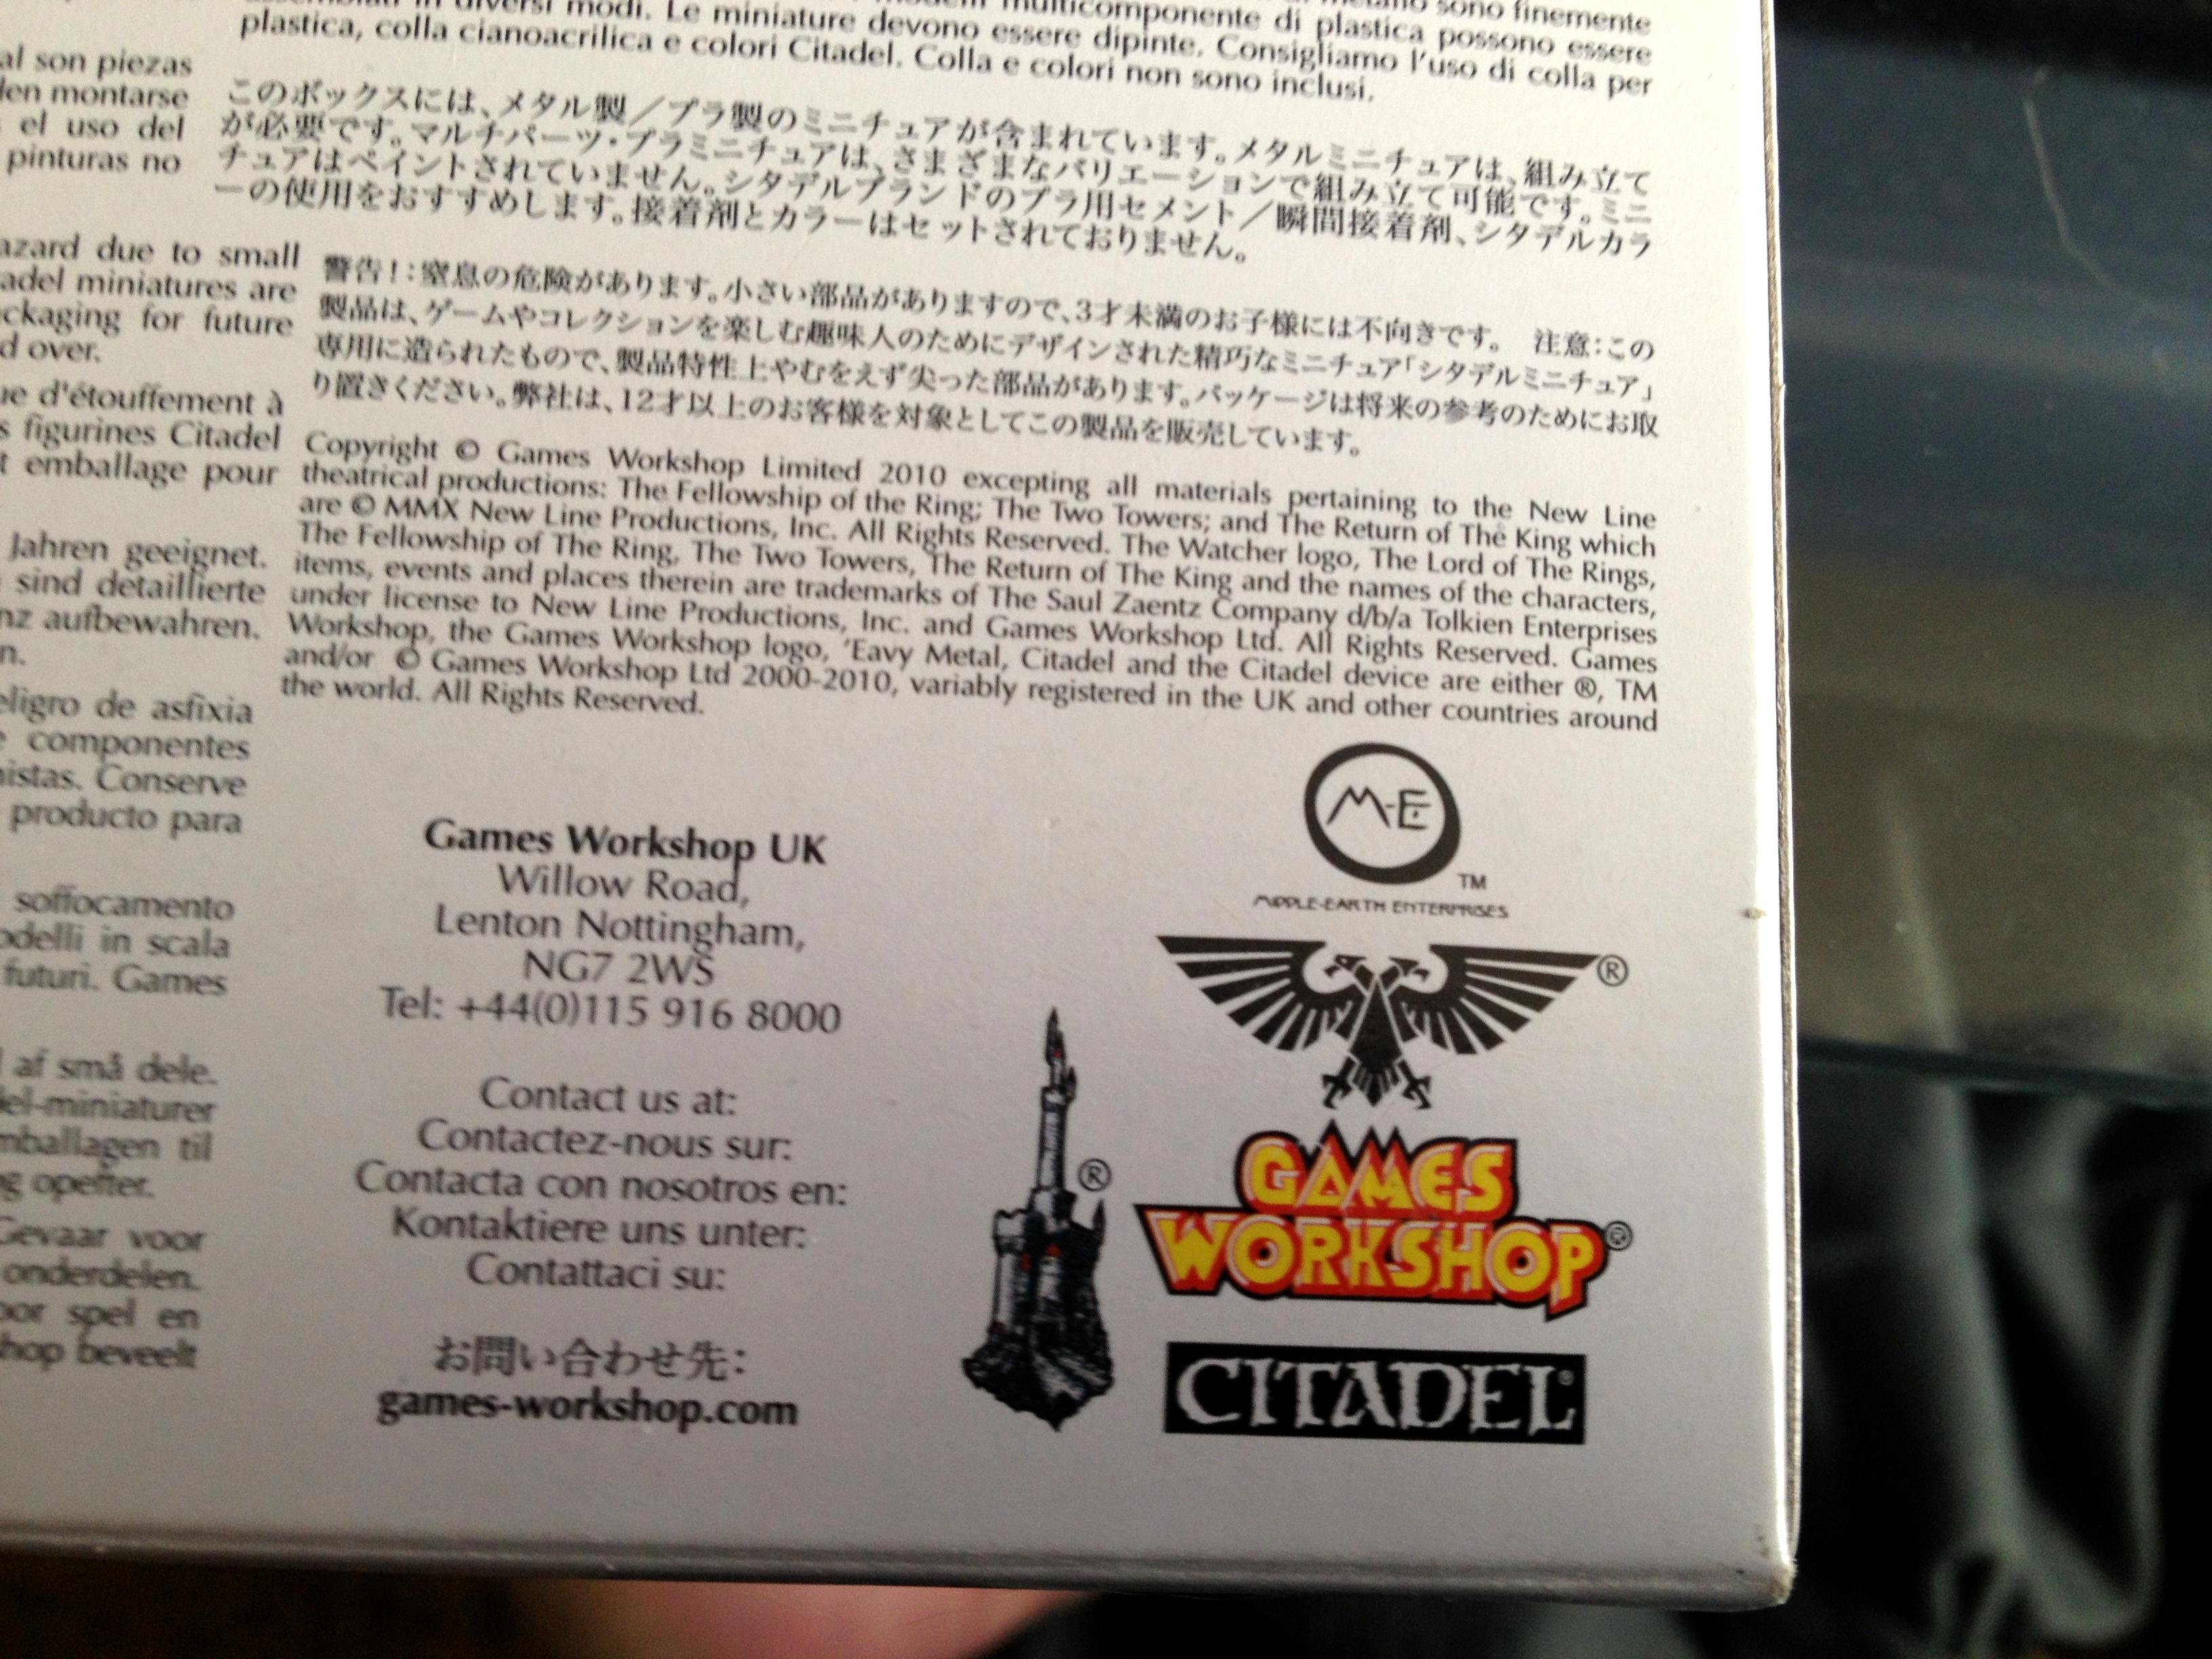 al son piezas
montarse
el uso del
pinturas no
due to small
miniatures are
for future
over.
d'étouffement à
figurines Citadel
emballage pour
Jahren geeignet.
sind detaillierte
aufbewahren.
de asfixia
componentes
Conserve
producto para
soffocamento
in scala
futuri. Games
af små dele.
til
opefter.
voor
onderdelen.
spel en
beveelt
in diversi modi. Le miniature devono essere dipinte. Consigliamo l'uso di colla per
plastica, colla cianoacrilica e colori Citadel. Colla e colori non sono inclusi.
このボックスには、メタル製／プラ製のミニチュアが含まれています。メタルミニチュアは、組み立て
が必要です。マルチパーツ・プラミニチュアは、さまざまなバリエーションで組み立て可能です。ミニ
チュアはペイントされていません。シタデルブランドのプラ用セメント／瞬間接着剤、シタデルカラ
ーの使用をおすすめします。接着剤とカラーはセットされておりません。
警告！：窒息の危険があります。小さい部品がありますので、3才未満のお子様には不向きです。 注意：この
製品は、ゲームやコレクションを楽しむ趣味人のためにデザインされた精巧なミニチュア「シタデルミニチュア」
専用に造られたもので、製品特性上やむをえず尖った部品があります。パッケージは将来の参考のためにお取
り置きください。弊社は、12才以上のお客様を対象としてこの製品を販売しています。
Copyright © Games Workshop Limited 2010 excepting all materials pertaining to the New Line
theatrical productions: The Fellowship of the Ring; The Two Towers; and The Return of The King which
are © MMX New Line Productions, Inc. All Rights Reserved. The Watcher logo, The Lord of The Rings,
The Fellowship of The Ring, The Two Towers, The Return of The King and the names of the characters,
items, events and places therein are trademarks of The Saul Zaentz Company d/b/a Tolkien Enterprises
under license to New Line Productions, Inc. and Games Workshop Ltd. All Rights Reserved. Games
Workshop, the Games Workshop logo, 'Eavy Metal, Citadel and the Citadel device are either ®, TM
and/or © Games Workshop Ltd 2000-2010, variably registered in the UK and other countries around
the world. All Rights Reserved.
Games Workshop UK
Willow Road,
Lenton Nottingham,
NG7 2WS
Tel: +44(0)115 916 8000
Contact us at:
Contactez-nous sur:
Contacta con nosotros en:
Kontaktiere uns unter:
Contattaci su:
お問い合わせ先：
games-workshop.com
M-E
TM
MIDDLE-EARTH ENTERPRISES
®
®
GAMES
WORKSHOP®
CITADEL®